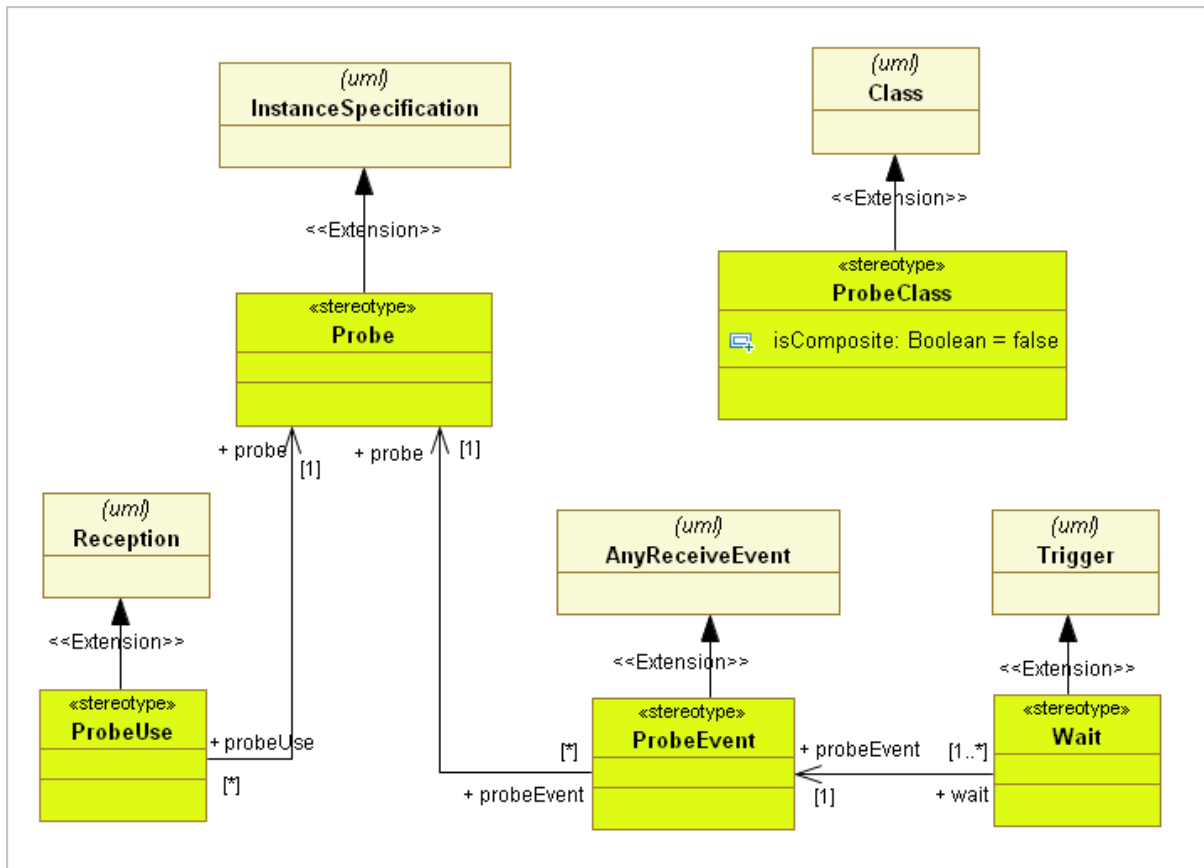 (uml)
InstanceSpecification
(uml)
Class
<<Extension>>
<<Extension>>
«stereotype»
Probe
«stereotype»
ProbeClass
isComposite: Boolean = false
+ probe
[1]
+ probe
[1]
(uml)
Reception
(uml)
AnyReceiveEvent
(uml)
Trigger
<<Extension>>
<<Extension>>
<<Extension>>
«stereotype»
ProbeUse
+ probeUse
[*]
«stereotype»
ProbeEvent
[*]
+ probeEvent
+ probeEvent
[1]
[1..*]
+ wait
«stereotype»
Wait